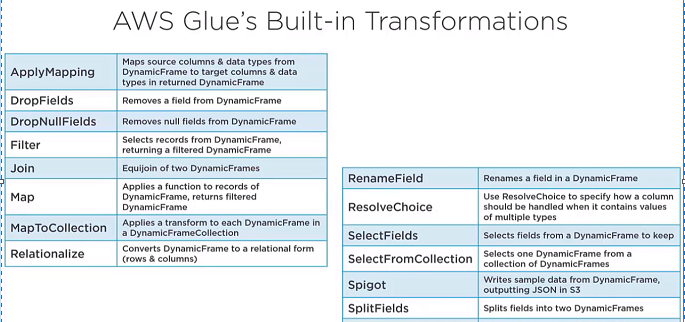 AWS Glue's Built-in Transformations
ApplyMapping
Maps source columns & data types from
DynamicFrame to target columns & data
types in returned DynamicFrame
DropFields
Removes a field from DynamicFrame
DropNullFields
Removes null fields from DynamicFrame
Filter
Selects records from DynamicFrame,
returning a filtered DynamicFrame
Join
Equijoin of two DynamicFrames
Map
Applies a function to records of
DynamicFrame, returns filtered
DynamicFrame
MapToCollection
Applies a transform to each DynamicFrame in
a DynamicFrameCollection
Relationalize
Converts DynamicFrame to a relational form
(rows & columns)
RenameField
Renames a field in a DynamicFrame
ResolveChoice
Use ResolveChoice to specify how a column
should be handled when it contains values
of multiple types
SelectFields
Selects fields from a DynamicFrame to keep
SelectFromCollection
Selects one DynamicFrame from a
collection of DynamicFrames
Spigot
Writes sample data from DynamicFrame,
outputting JSON in S3
SplitFields
Splits fields into two DynamicFrames